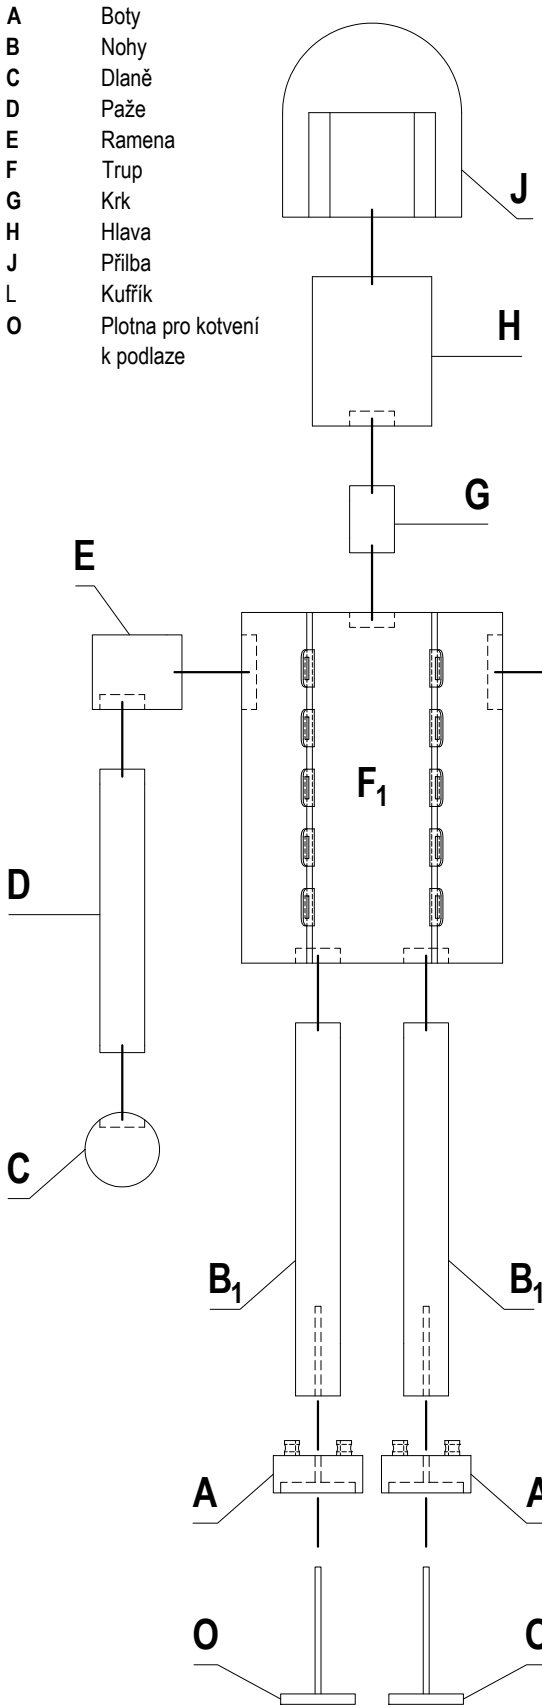 A Boty
B Nohy
C Dlaně
D Paže
E Ramena
F Trup
G Krk
H Hlava
J Přilba
L Kufřík
O Plotna pro kotvení
k podlaze
J
H
G
E
F₁
D
C
B₁ B₁
A A
O O